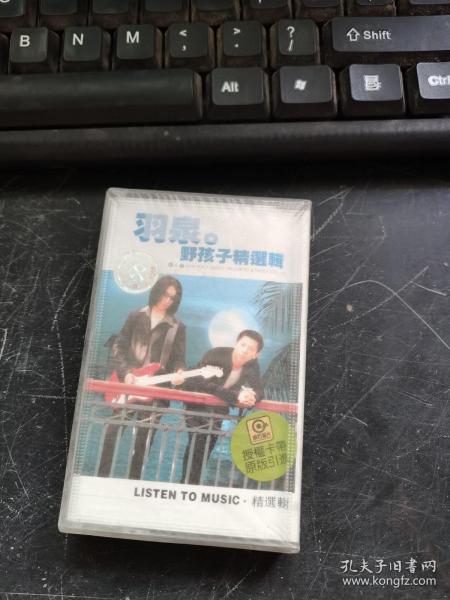 B
N
M
<
,
>
.
?
/
⇧ Shift
Alt
Ctrl
羽泉。
野孩子精選輯
授權卡帶
原版引進
LISTEN TO MUSIC · 精選輯
孔夫子旧书网
www.kongfz.com